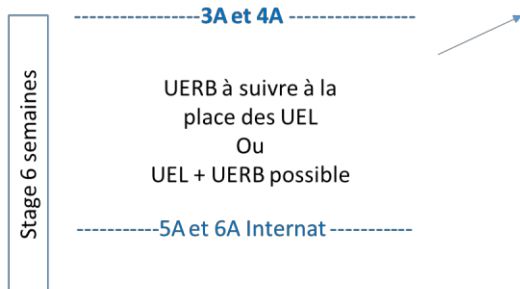 Stage 6 semaines
-----------------3A et 4A ---------------------
UERB à suivre à la
place des UEL
Ou
UEL + UERB possible
-----------5A et 6A Internat -----------